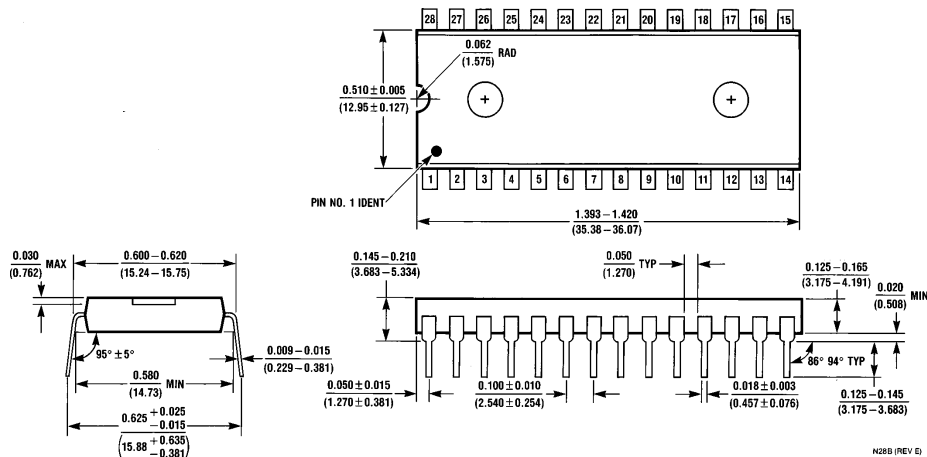 28 27 26 25 24 23 22 21 20 19 18 17 16 15
0.062
(1.575)
RAD
0.510 ± 0.005
(12.95 ± 0.127)
PIN NO. 1 IDENT
1 2 3 4 5 6 7 8 9 10 11 12 13 14
1.393 – 1.420
(35.38 – 36.07)
0.030
(0.762)
MAX
0.600 – 0.620
(15.24 – 15.75)
95° ± 5°
0.580
(14.73)
MIN
0.009 – 0.015
(0.229 – 0.381)
0.625 + 0.025
– 0.015
(15.88 + 0.635
– 0.381)
0.145 – 0.210
(3.683 – 5.334)
0.050
(1.270)
TYP
0.125 – 0.165
(3.175 – 4.191)
0.020
(0.508)
MIN
86° 94° TYP
0.050 ± 0.015
(1.270 ± 0.381)
0.100 ± 0.010
(2.540 ± 0.254)
0.018 ± 0.003
(0.457 ± 0.076)
0.125 – 0.145
(3.175 – 3.683)
N28B (REV E)